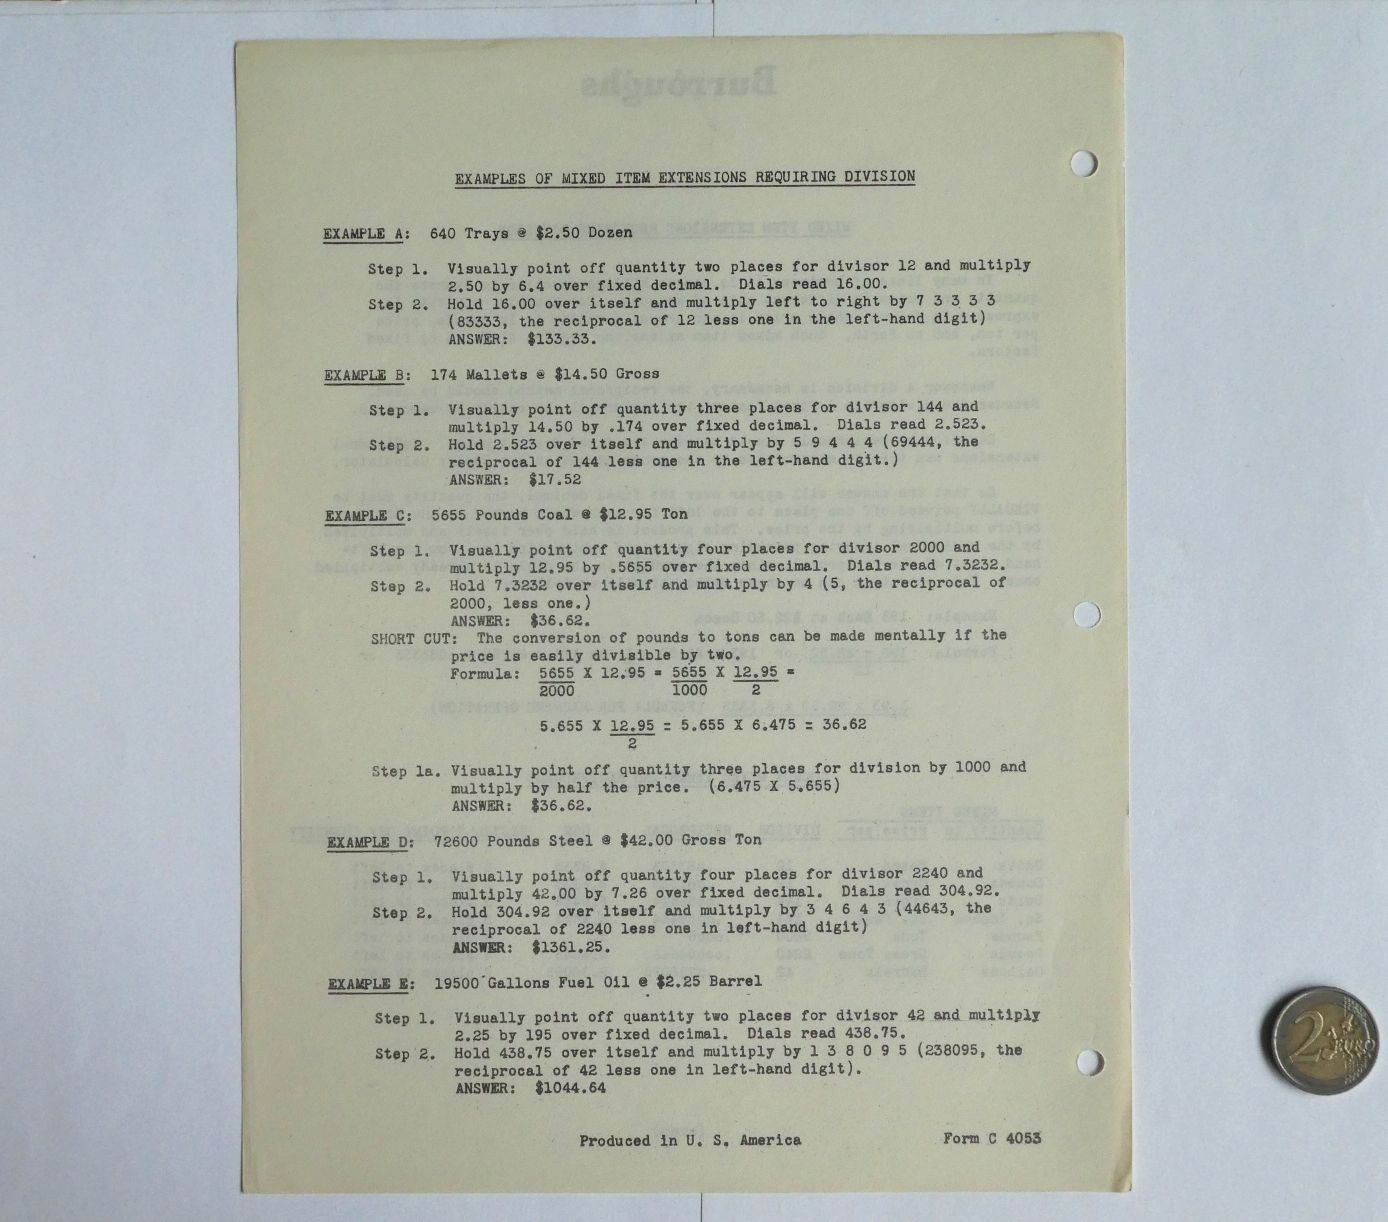 Burroughs
EXAMPLES OF MIXED ITEM EXTENSIONS REQUIRING DIVISION
EXAMPLE A: 640 Trays @ $2.50 Dozen
Step 1. Visually point off quantity two places for divisor 12 and multiply
2.50 by 6.4 over fixed decimal. Dials read 16.00.
Step 2. Hold 16.00 over itself and multiply left to right by 7 3 3 3 3
(83333, the reciprocal of 12 less one in the left-hand digit)
ANSWER: $133.33.
EXAMPLE B: 174 Mallets @ $14.50 Gross
Step 1. Visually point off quantity three places for divisor 144 and
multiply 14.50 by .174 over fixed decimal. Dials read 2.523.
Step 2. Hold 2.523 over itself and multiply by 5 9 4 4 4 (69444, the
reciprocal of 144 less one in the left-hand digit.)
ANSWER: $17.52
EXAMPLE C: 5655 Pounds Coal @ $12.95 Ton
Step 1. Visually point off quantity four places for divisor 2000 and
multiply 12.95 by .5655 over fixed decimal. Dials read 7.3232.
Step 2. Hold 7.3232 over itself and multiply by 4 (5, the reciprocal of
2000, less one.)
ANSWER: $36.62.
SHORT CUT: The conversion of pounds to tons can be made mentally if the
price is easily divisible by two.
Formula: 5655 X 12.95 = 5655 X 12.95 =
2000 1000 2
5.655 X 12.95 = 5.655 X 6.475 = 36.62
2
Step 1a. Visually point off quantity three places for division by 1000 and
multiply by half the price. (6.475 X 5.655)
ANSWER: $36.62.
EXAMPLE D: 72600 Pounds Steel @ $42.00 Gross Ton
Step 1. Visually point off quantity four places for divisor 2240 and
multiply 42.00 by 7.26 over fixed decimal. Dials read 304.92.
Step 2. Hold 304.92 over itself and multiply by 3 4 6 4 3 (44643, the
reciprocal of 2240 less one in left-hand digit)
ANSWER: $1361.25.
EXAMPLE E: 19500 Gallons Fuel Oil @ $2.25 Barrel
Step 1. Visually point off quantity two places for divisor 42 and multiply
2.25 by 195 over fixed decimal. Dials read 438.75.
Step 2. Hold 438.75 over itself and multiply by 1 3 8 0 9 5 (238095, the
reciprocal of 42 less one in left-hand digit).
ANSWER: $1044.64
Produced in U. S. America Form C 4053
2 EURO